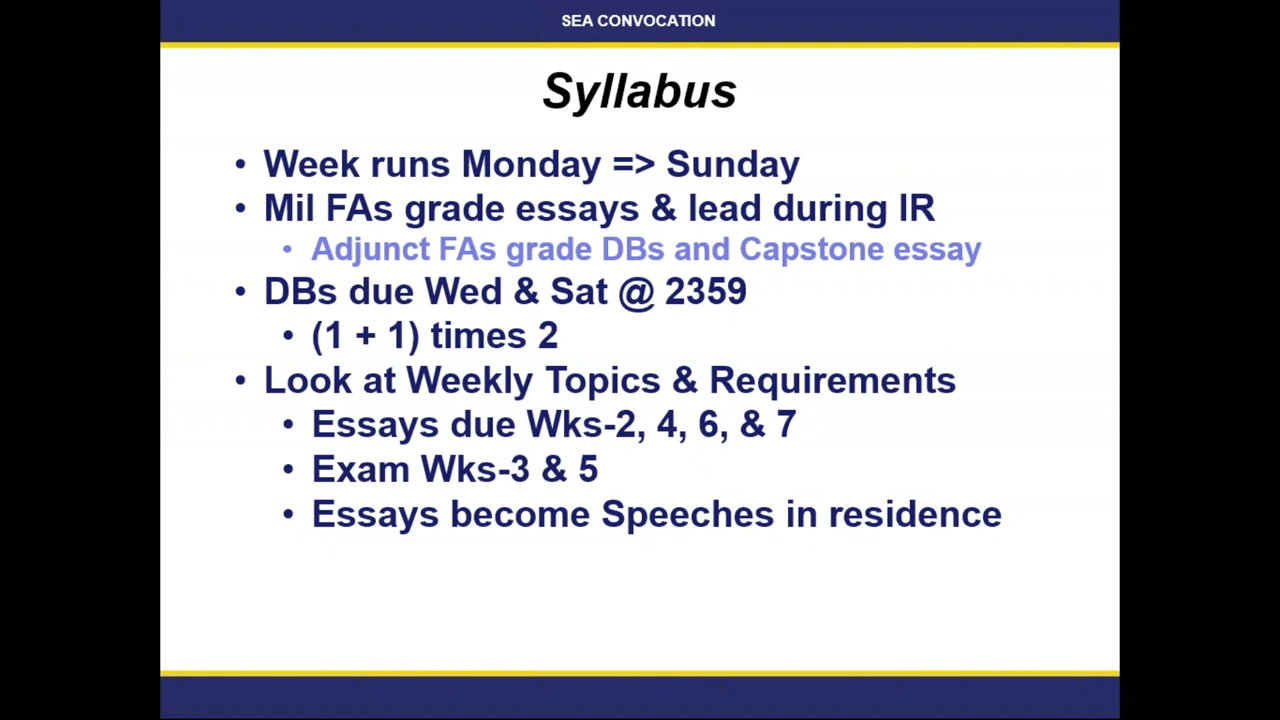 SEA CONVOCATION
Syllabus
• Week runs Monday => Sunday
• Mil FAs grade essays & lead during IR
• Adjunct FAs grade DBs and Capstone essay
• DBs due Wed & Sat @ 2359
• (1 + 1) times 2
• Look at Weekly Topics & Requirements
• Essays due Wks-2, 4, 6, & 7
• Exam Wks-3 & 5
• Essays become Speeches in residence